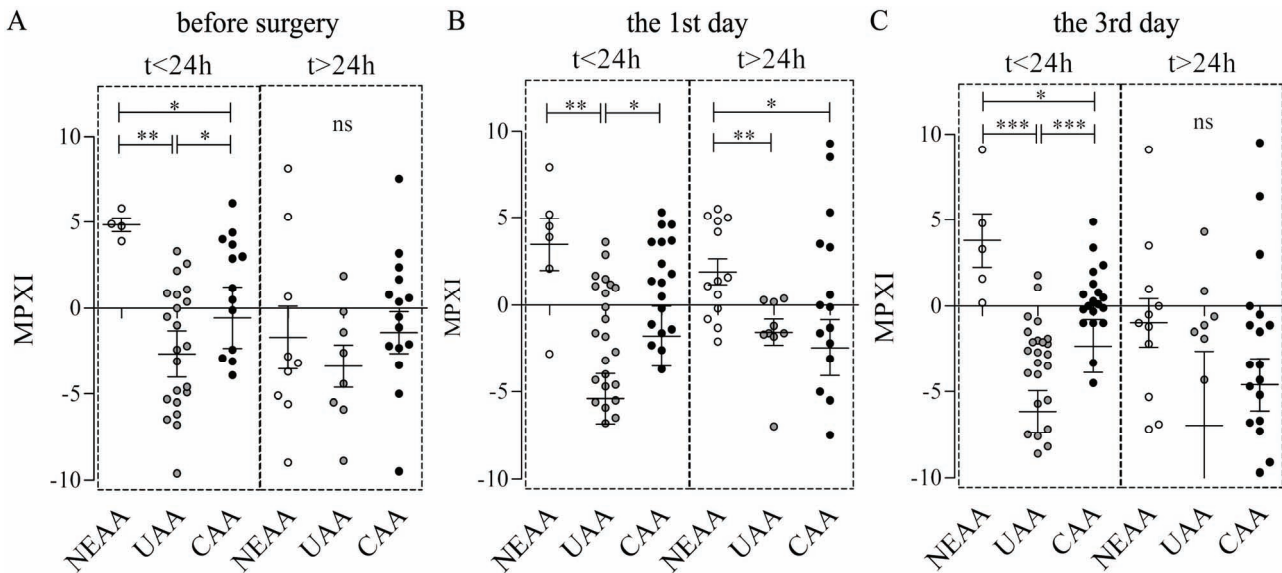 A
before surgery
t<24h
t>24h
*
**
*
ns
10
5
0
-5
-10
MPXI
NEAA
UAA
CAA
NEAA
UAA
CAA
B
the 1st day
t<24h
t>24h
**
*
*
**
10
5
0
-5
-10
MPXI
NEAA
UAA
CAA
NEAA
UAA
CAA
C
the 3rd day
t<24h
t>24h
*
***
***
ns
10
5
0
-5
-10
MPXI
NEAA
UAA
CAA
NEAA
UAA
CAA